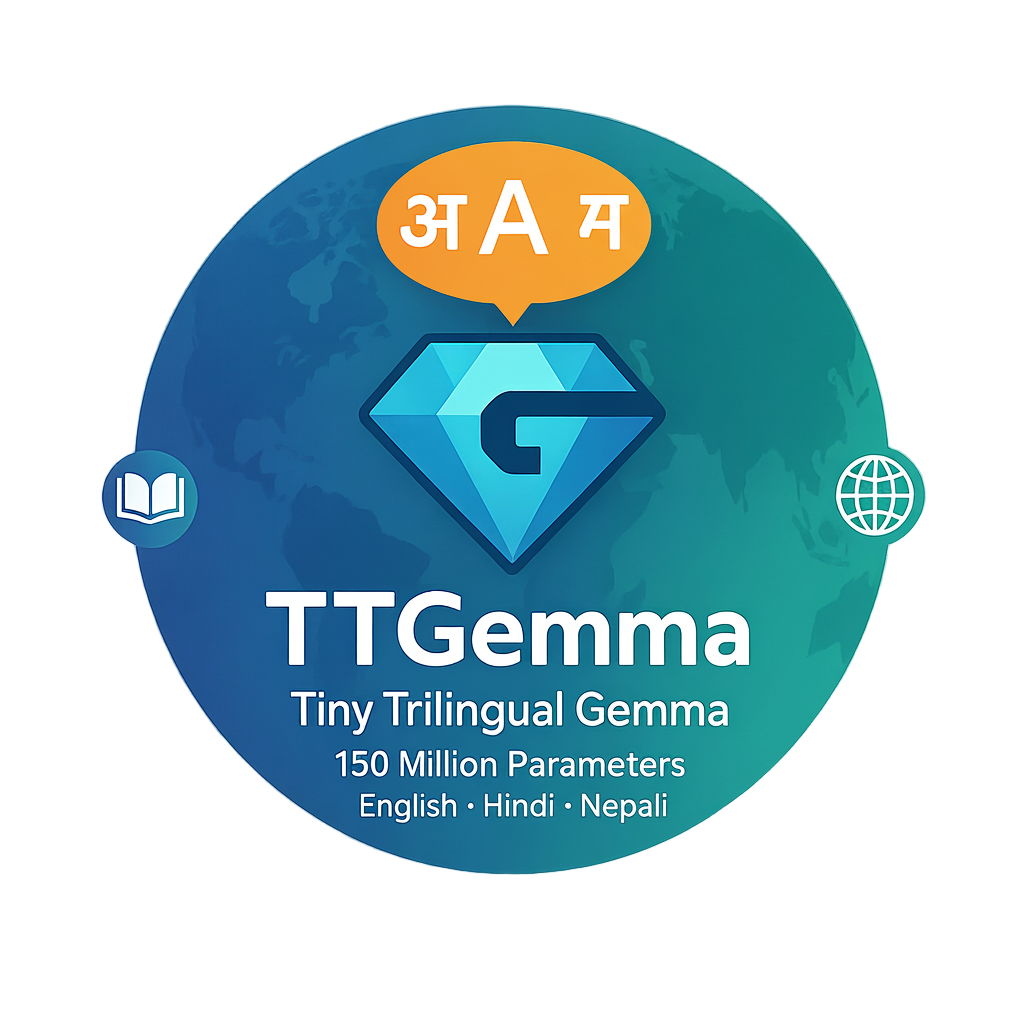 अ A म
G
TTGemma
Tiny Trilingual Gemma
150 Million Parameters
English • Hindi • Nepali